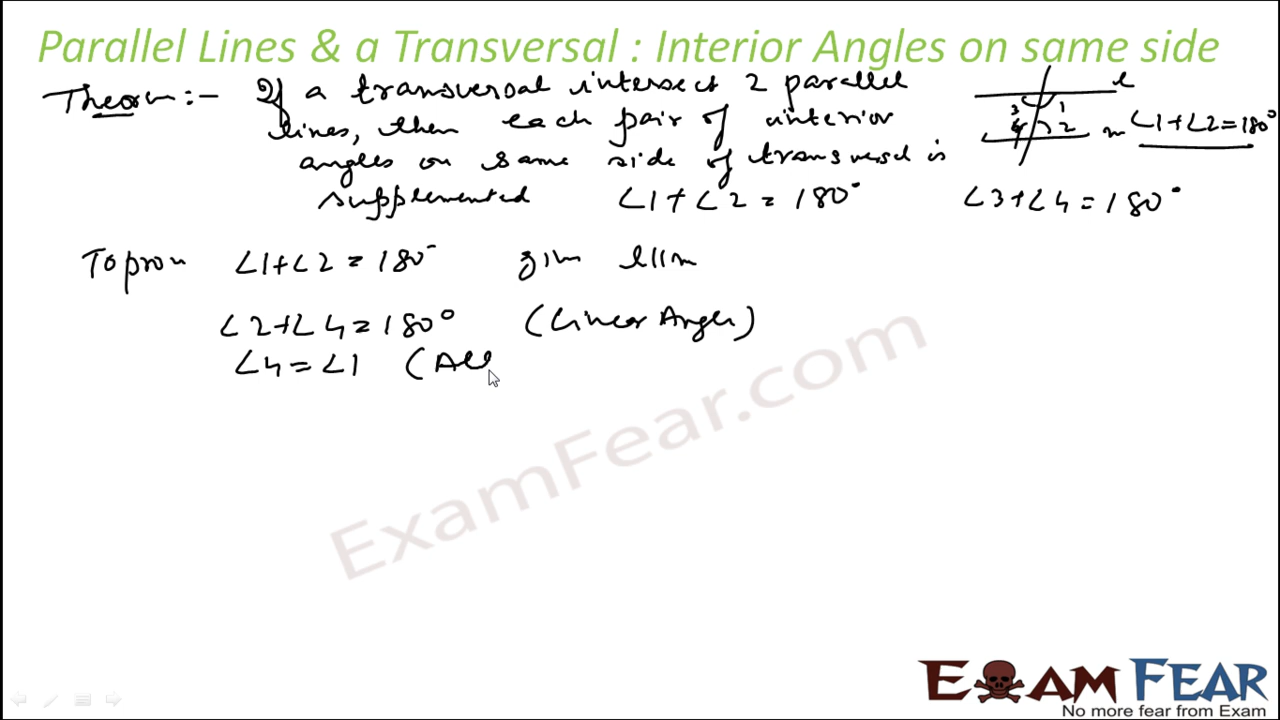 Parallel Lines & a Transversal : Interior Angles on same side
Theorm :- If a transversal intersect 2 parallel
lines, then each pair of interior
angles on same side of transversal is
supplemented ∠1+∠2=180° ∠3+∠4=180°
l
3 1
4 2 m ∠1+∠2=180°
To prove ∠1+∠2=180° given l||m
∠2+∠4=180° (Linear Angle)
∠4=∠1 (Alt
ExamFear.com
EXAM FEAR
No more fear from Exam